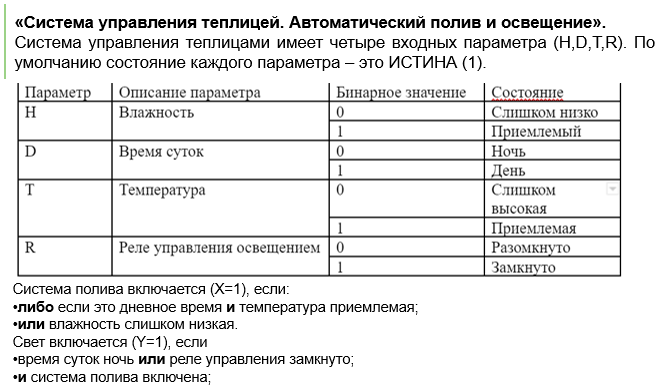 «Система управления теплицей. Автоматический полив и освещение».
Система управления теплицами имеет четыре входных параметра (H,D,T,R). По
умолчанию состояние каждого параметра – это ИСТИНА (1).
Параметр Описание параметра Бинарное значение Состояние
H Влажность 0 Слишком низко
1 Приемлемый
D Время суток 0 Ночь
1 День
T Температура 0 Слишком
высокая
1 Приемлемая
R Реле управления освещением 0 Разомкнуто
1 Замкнуто
Система полива включается (X=1), если:
•либо если это дневное время и температура приемлемая;
•или влажность слишком низкая.
Свет включается (Y=1), если
•время суток ночь или реле управления замкнуто;
•и система полива включена;